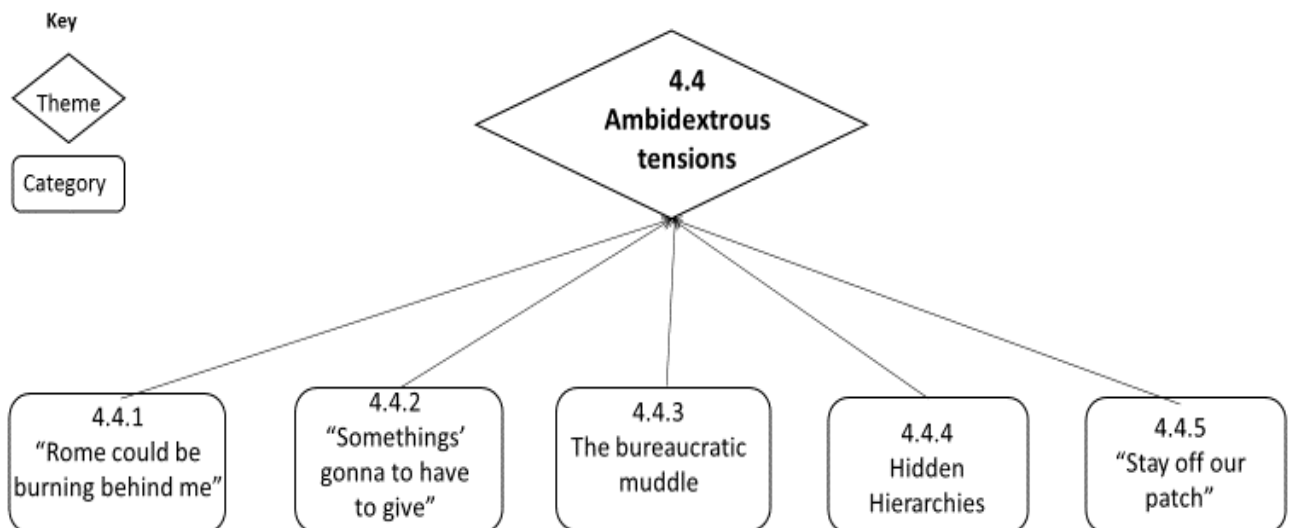 Key
Theme
Category
4.4
Ambidextrous
tensions
4.4.1
“Rome could be
burning behind me”
4.4.2
“Somethings’
gonna to have
to give”
4.4.3
The bureaucratic
muddle
4.4.4
Hidden
Hierarchies
4.4.5
“Stay off our
patch”